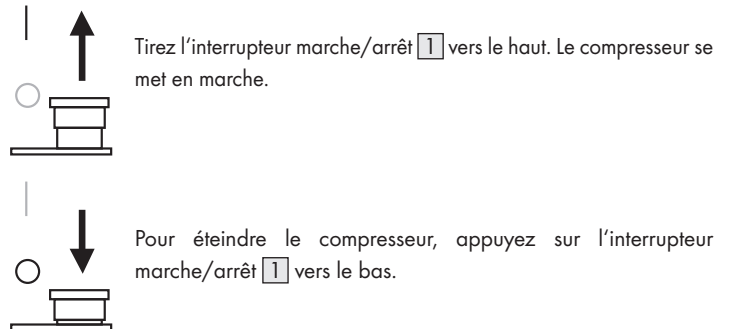 Tirez l'interrupteur marche/arrêt 1 vers le haut. Le compresseur se
met en marche.
Pour éteindre le compresseur, appuyez sur l'interrupteur
marche/arrêt 1 vers le bas.